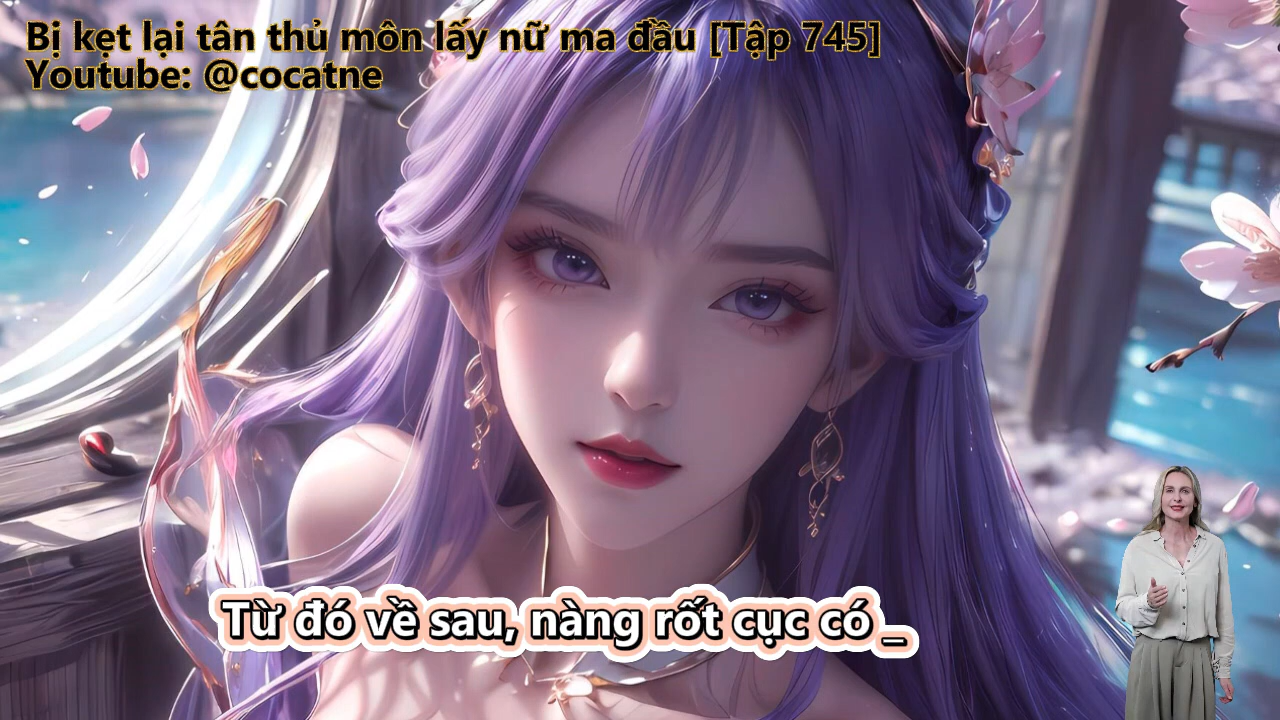 Bị kẹt lại tân thủ môn lấy nữ ma đầu [Tập 745]
Youtube: @cocatne
Từ đó về sau, nàng rốt cục có _